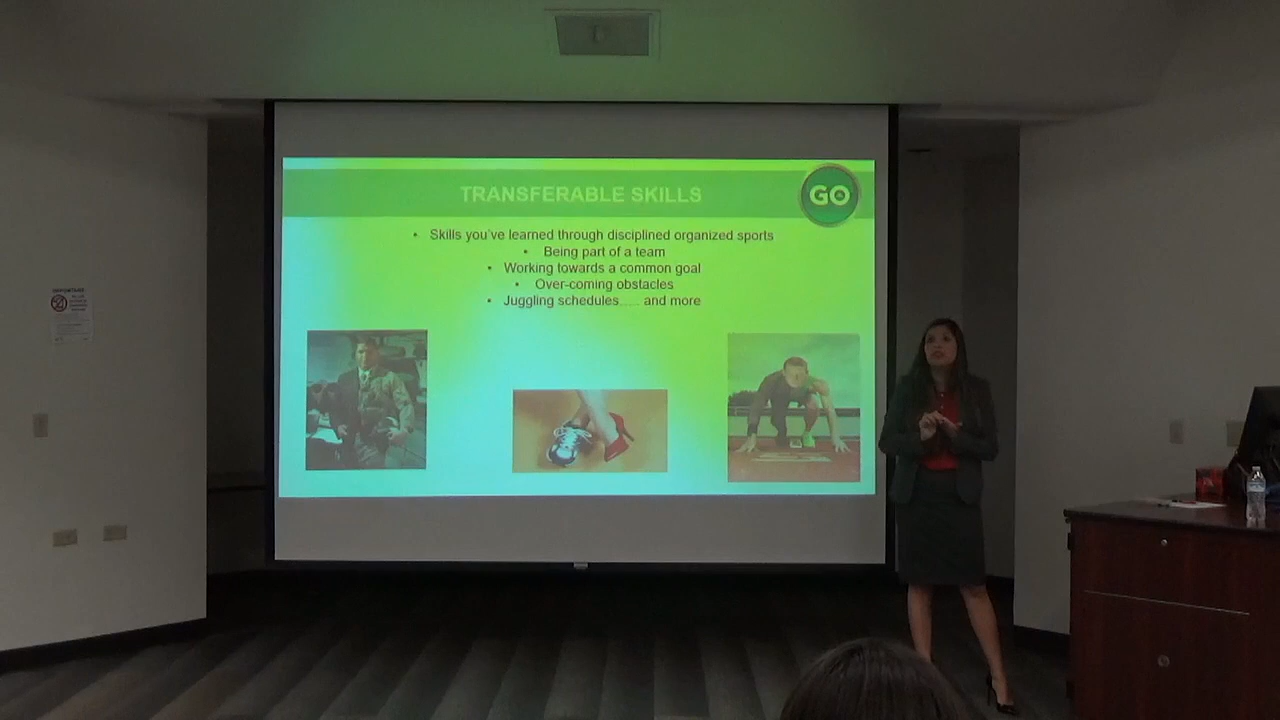 TRANSFERABLE SKILLS
GO
• Skills you've learned through disciplined organized sports
• Being part of a team
• Working towards a common goal
• Over-coming obstacles
• Juggling schedules..... and more
IMPORTANT